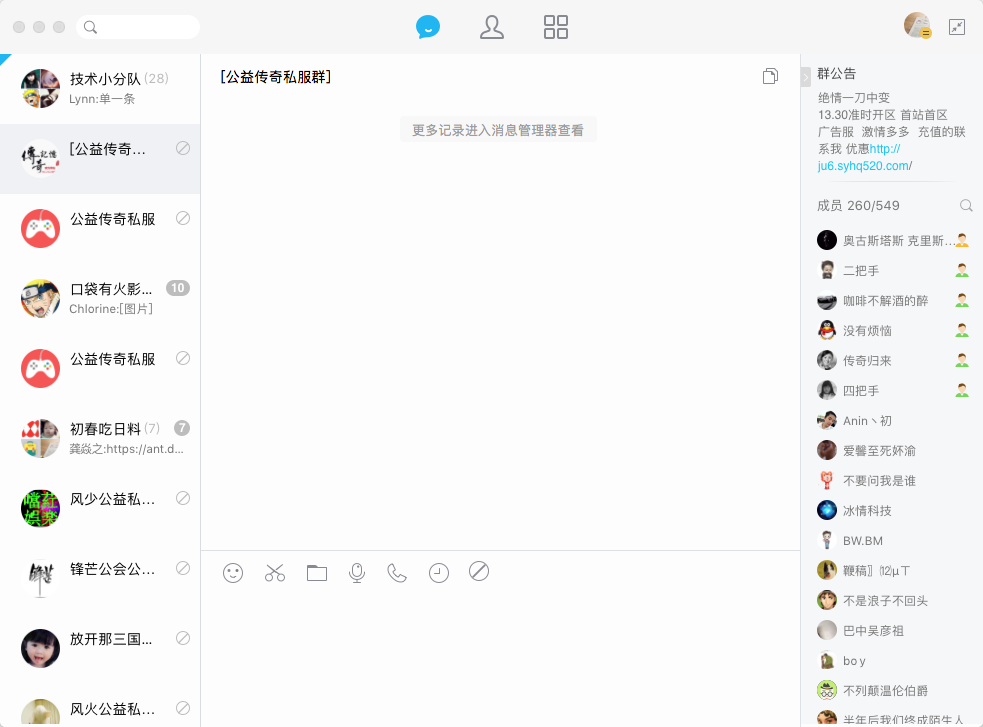 技术小分队 (28)
Lynn:单一条
[公益传奇…
公益传奇私服
口袋有火影… 10
Chlorine:[图片]
公益传奇私服
初春吃日料 (7) 7
龚焱之:https://ant.d...
风少公益私…
锋芒公会公…
放开那三国…
风火公益私…
[公益传奇私服群]
更多记录进入消息管理器查看
群公告
绝情一刀中变
13.30准时开区 首站首区
广告服 激情多多 充值的联
系我 优惠http://
ju6.syhq520.com/
成员 260/549
奥古斯塔斯 克里斯…
二把手
咖啡不解酒的醉
没有烦恼
传奇归来
四把手
Anin丶初
爱馨至死妚渝
不要问我是谁
冰情科技
BW.BM
鞭稿〗⑿μㄒ
不是浪子不回头
巴中吴彦祖
bo y
不列颠温伦伯爵
半年后我们终成陌生人